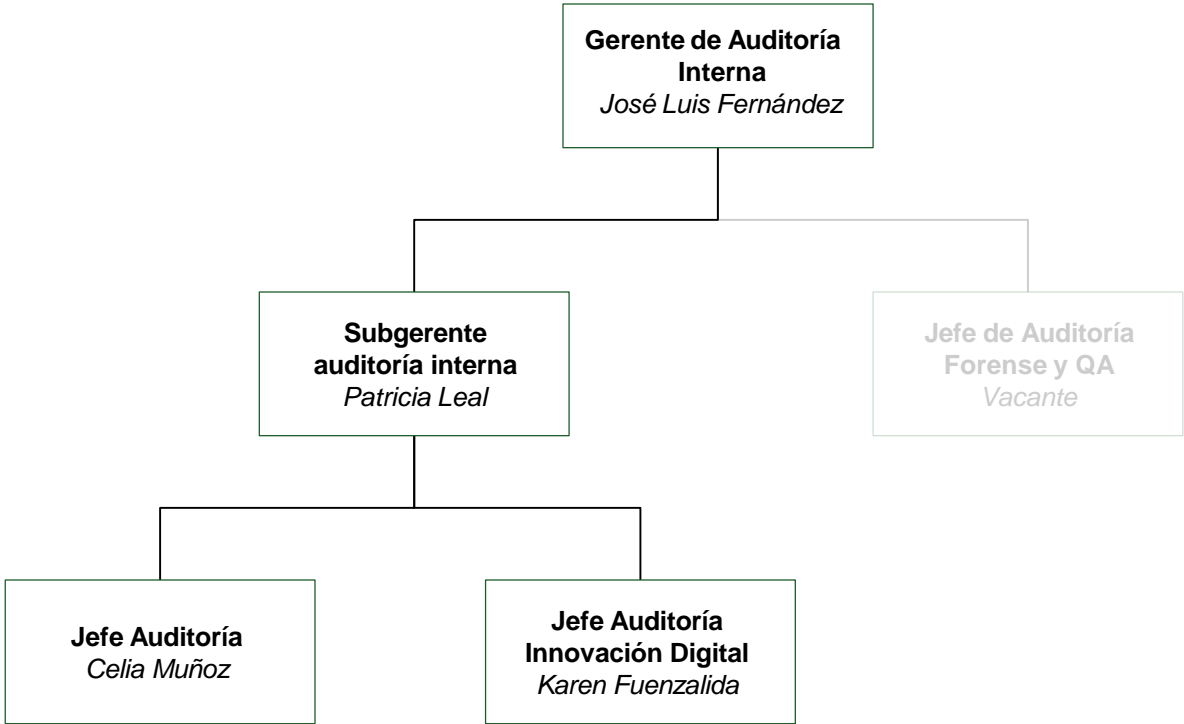 Gerente de Auditoría
Interna
José Luis Fernández
Subgerente
auditoría interna
Patricia Leal
Jefe de Auditoría
Forense y QA
Vacante
Jefe Auditoría
Celia Muñoz
Jefe Auditoría
Innovación Digital
Karen Fuenzalida